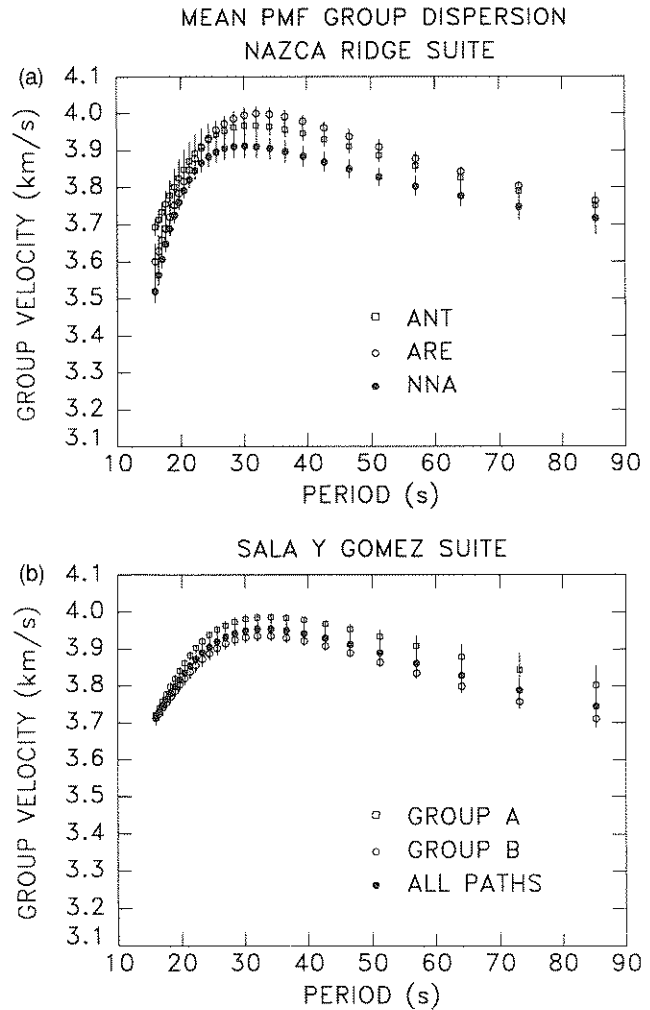 MEAN PMF GROUP DISPERSION
NAZCA RIDGE SUITE
(a)
4.1
4.0
3.9
3.8
3.7
3.6
3.5
3.4
3.3
3.2
3.1
GROUP VELOCITY (km/s)
ANT
ARE
NNA
10 20 30 40 50 60 70 80 90
PERIOD (s)
SALA Y GOMEZ SUITE
(b)
4.1
4.0
3.9
3.8
3.7
3.6
3.5
3.4
3.3
3.2
3.1
GROUP VELOCITY (km/s)
GROUP A
GROUP B
ALL PATHS
10 20 30 40 50 60 70 80 90
PERIOD (s)